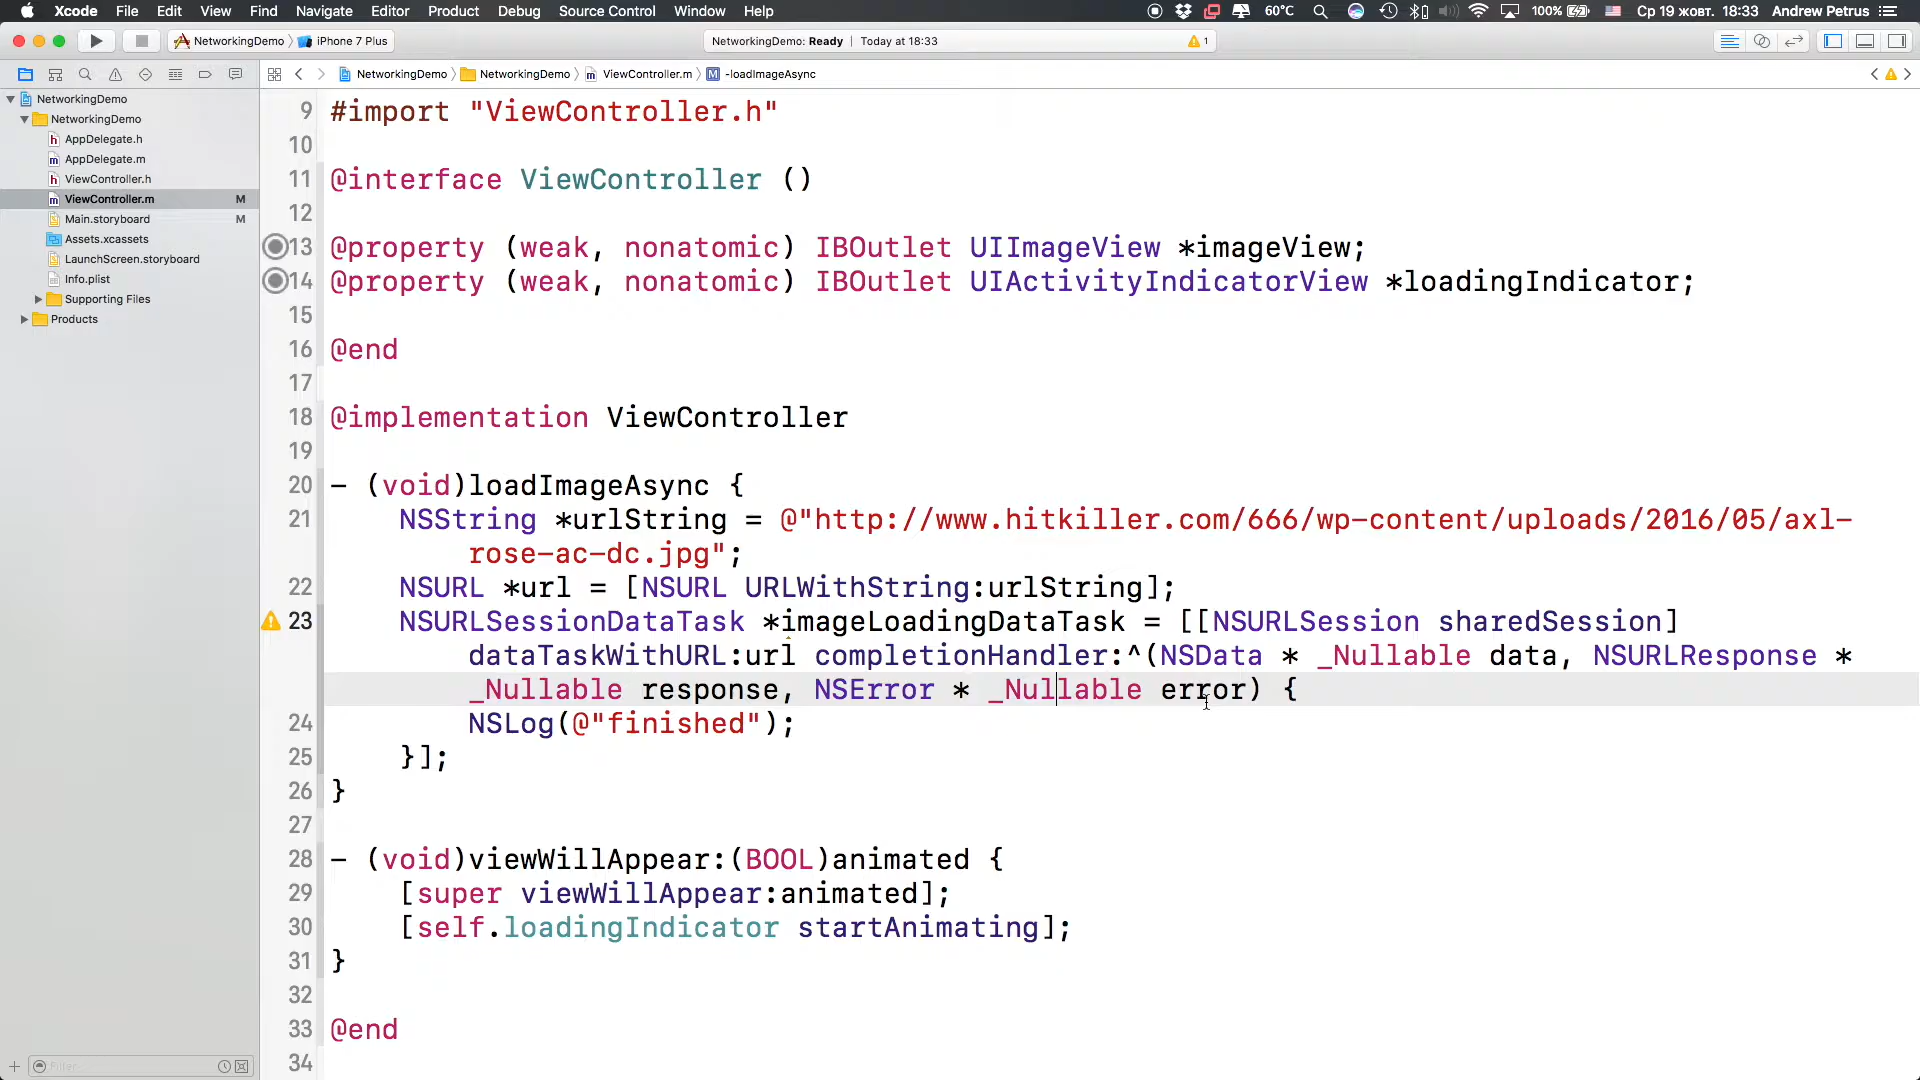 Xcode File Edit View Find Navigate Editor Product Debug Source Control Window Help 60°C 100% Ср 19 жовт. 18:33 Andrew Petrus
NetworkingDemo iPhone 7 Plus NetworkingDemo: Ready | Today at 18:33 1
NetworkingDemo NetworkingDemo ViewController.m -loadImageAsync
NetworkingDemo
NetworkingDemo
AppDelegate.h
AppDelegate.m
ViewController.h
ViewController.m M
Main.storyboard M
Assets.xcassets
LaunchScreen.storyboard
Info.plist
Supporting Files
Products
Filter
9 #import "ViewController.h"
10
11 @interface ViewController ()
12
13 @property (weak, nonatomic) IBOutlet UIImageView *imageView;
14 @property (weak, nonatomic) IBOutlet UIActivityIndicatorView *loadingIndicator;
15
16 @end
17
18 @implementation ViewController
19
20 - (void)loadImageAsync {
21 NSString *urlString = @"http://www.hitkiller.com/666/wp-content/uploads/2016/05/axl-
rose-ac-dc.jpg";
22 NSURL *url = [NSURL URLWithString:urlString];
23 NSURLSessionDataTask *imageLoadingDataTask = [[NSURLSession sharedSession]
dataTaskWithURL:url completionHandler:^(NSData * _Nullable data, NSURLResponse *
_Nullable response, NSError * _Nullable error) {
24 NSLog(@"finished");
25 }];
26 }
27
28 - (void)viewWillAppear:(BOOL)animated {
29 [super viewWillAppear:animated];
30 [self.loadingIndicator startAnimating];
31 }
32
33 @end
34